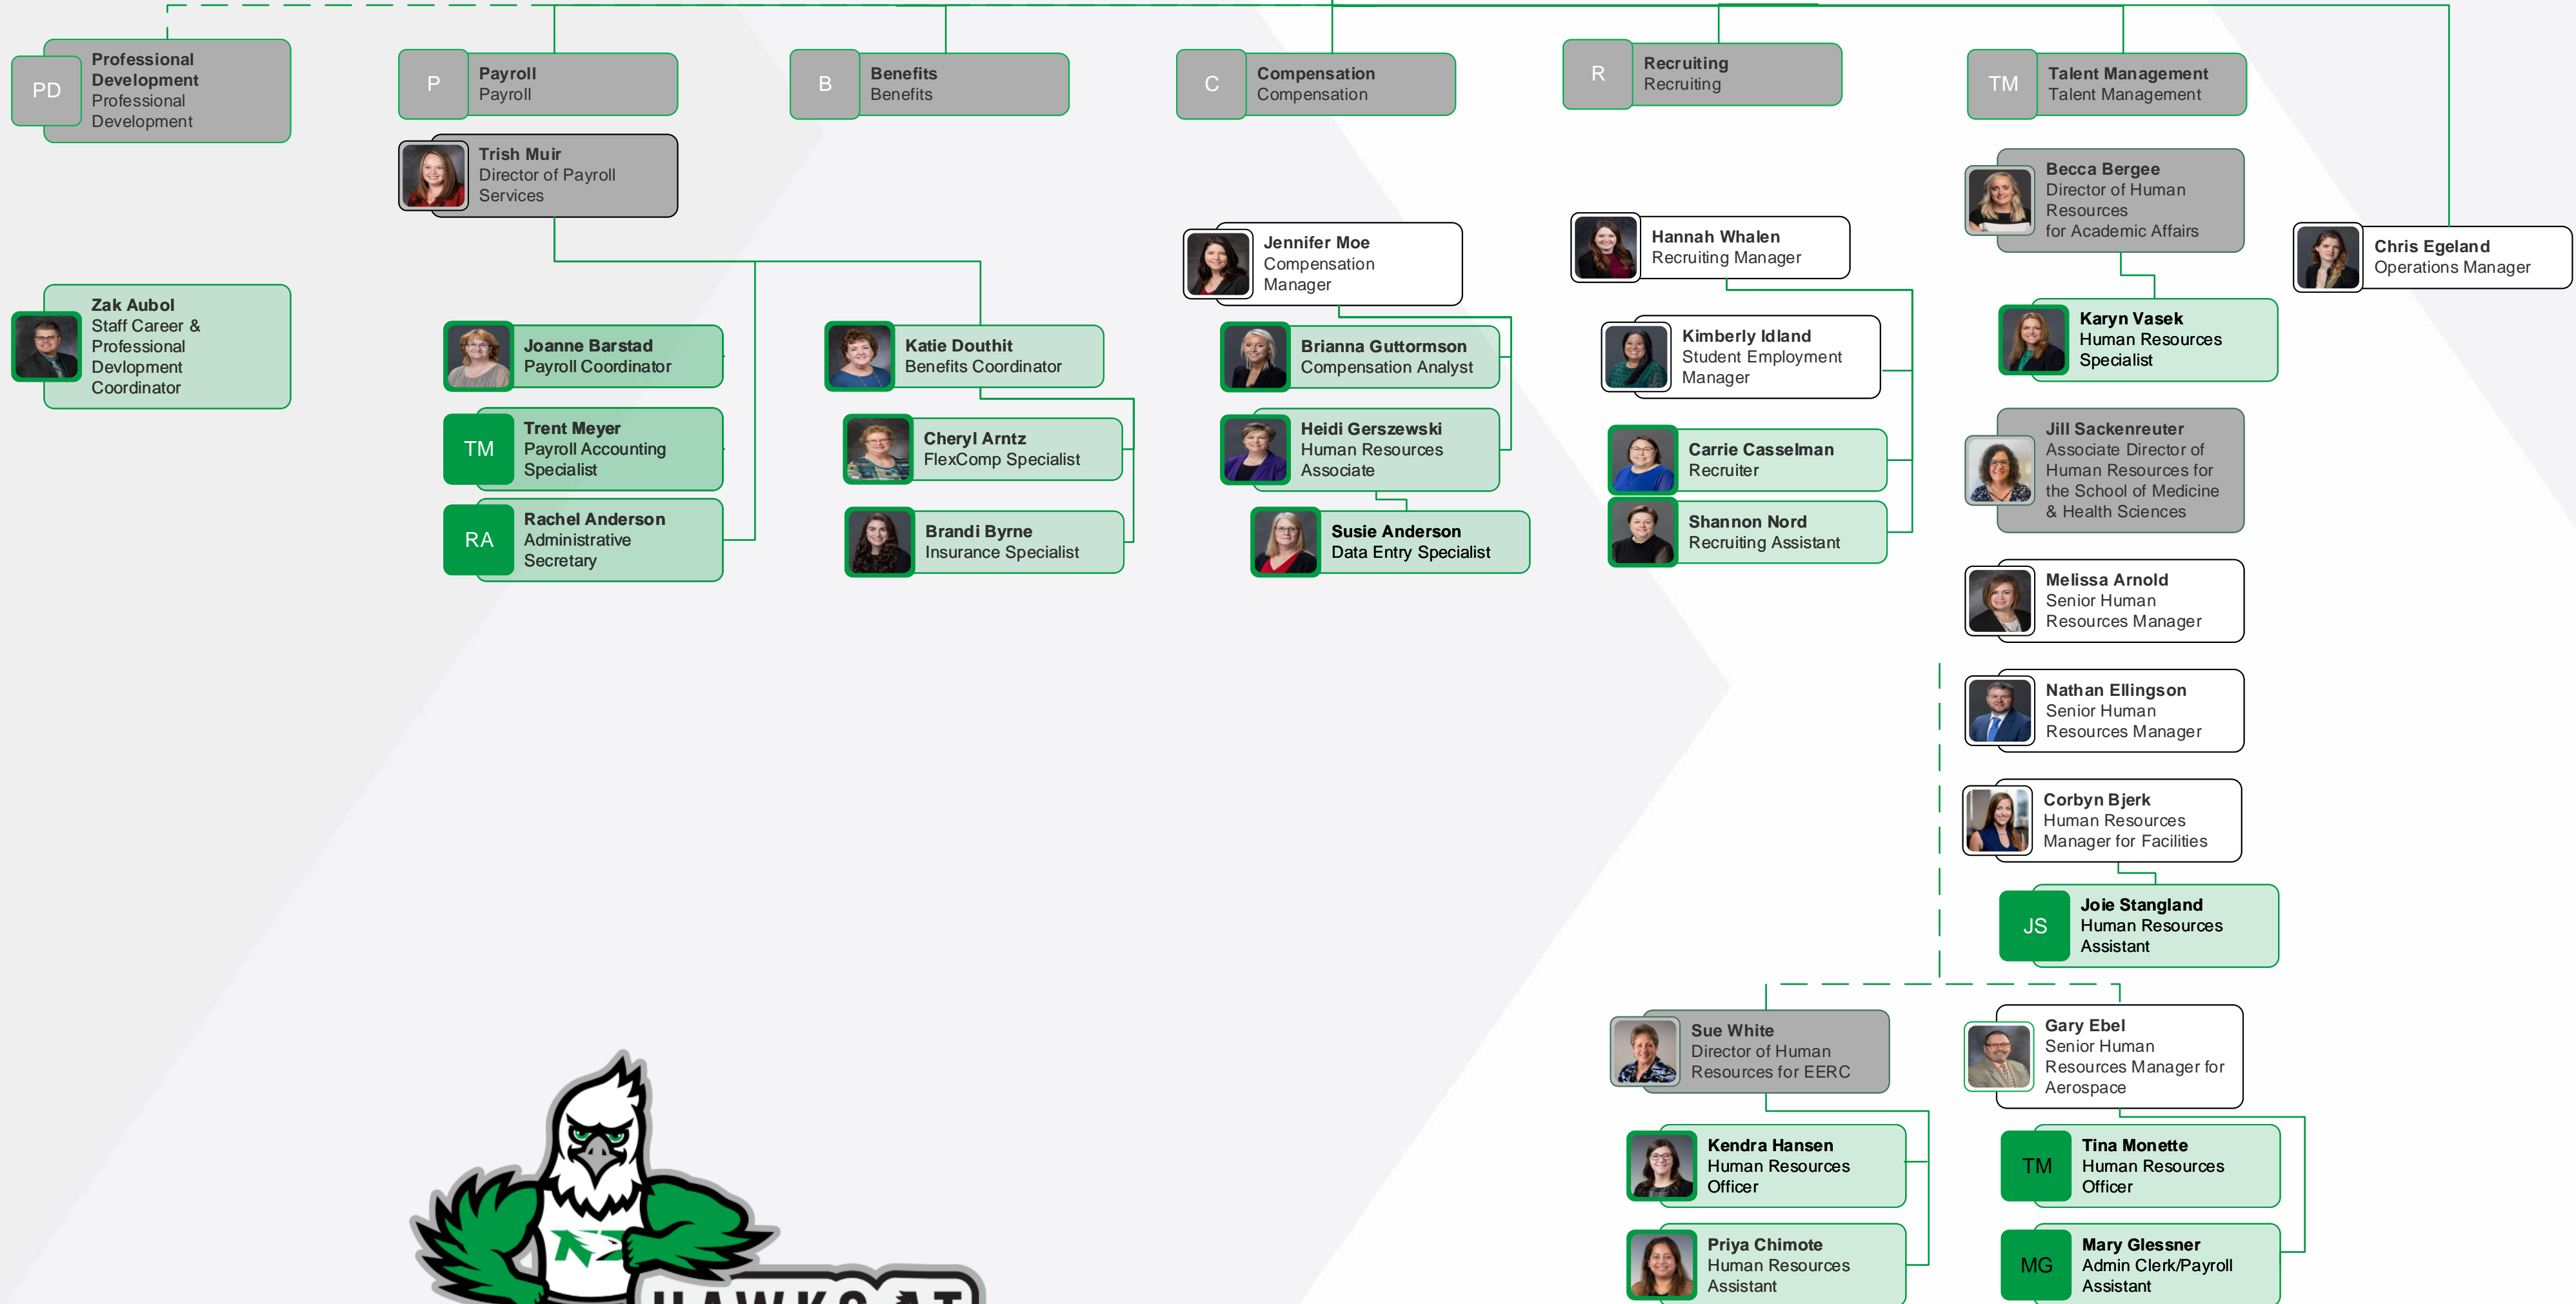 PD
Professional
Development
Professional
Development
P
Payroll
Payroll
B
Benefits
Benefits
C
Compensation
Compensation
R
Recruiting
Recruiting
TM
Talent Management
Talent Management
Zak Aubol
Staff Career &
Professional
Devlopment
Coordinator
Trish Muir
Director of Payroll
Services
Joanne Barstad
Payroll Coordinator
TM
Trent Meyer
Payroll Accounting
Specialist
RA
Rachel Anderson
Administrative
Secretary
Katie Douthit
Benefits Coordinator
Cheryl Arntz
FlexComp Specialist
Brandi Byrne
Insurance Specialist
Jennifer Moe
Compensation
Manager
Brianna Guttormson
Compensation Analyst
Heidi Gerszewski
Human Resources
Associate
Susie Anderson
Data Entry Specialist
Hannah Whalen
Recruiting Manager
Kimberly Idland
Student Employment
Manager
Carrie Casselman
Recruiter
Shannon Nord
Recruiting Assistant
Becca Bergee
Director of Human
Resources
for Academic Affairs
Karyn Vasek
Human Resources
Specialist
Jill Sackenreuter
Associate Director of
Human Resources for
the School of Medicine
& Health Sciences
Melissa Arnold
Senior Human
Resources Manager
Nathan Ellingson
Senior Human
Resources Manager
Corbyn Bjerk
Human Resources
Manager for Facilities
JS
Joie Stangland
Human Resources
Assistant
Chris Egeland
Operations Manager
Sue White
Director of Human
Resources for EERC
Kendra Hansen
Human Resources
Officer
Priya Chimote
Human Resources
Assistant
Gary Ebel
Senior Human
Resources Manager for
Aerospace
TM
Tina Monette
Human Resources
Officer
MG
Mary Glessner
Admin Clerk/Payroll
Assistant
HAWKS AT